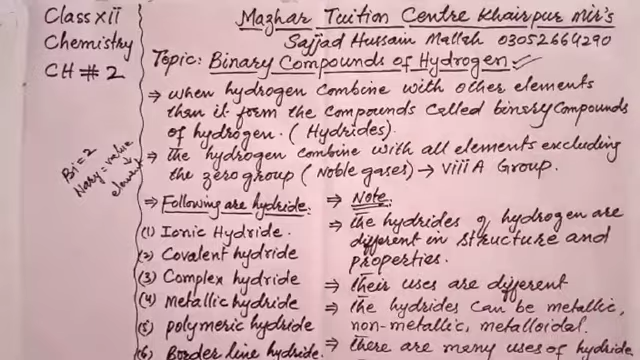 Class XII
Chemistry
CH # 2
Mazhar Tuition Centre Khairpur Mir's
Sajjad Hussain Mallah 03052664290
Topic: Binary Compounds of Hydrogen
⇒ when hydrogen combine with other elements
than it form the compounds called binary compounds
of hydrogen. (Hydrides).
⇒ the hydrogen combine with all elements excluding
the zero group (Noble gases) → VIII A Group.
Bi = 2
Nary = value
element
⇒ Following are hydride:
(1) Ionic Hydride.
(2) Covalent hydride
(3) Complex hydride
(4) Metallic hydride
(5) polymeric hydride
(6) Border line hydride.
⇒ Note:
⇒ the hydrides of hydrogen are
different in structure and
properties.
⇒ their uses are different
⇒ the hydrides can be metallic,
non-metallic, metalloidal.
⇒ there are many uses of hydride